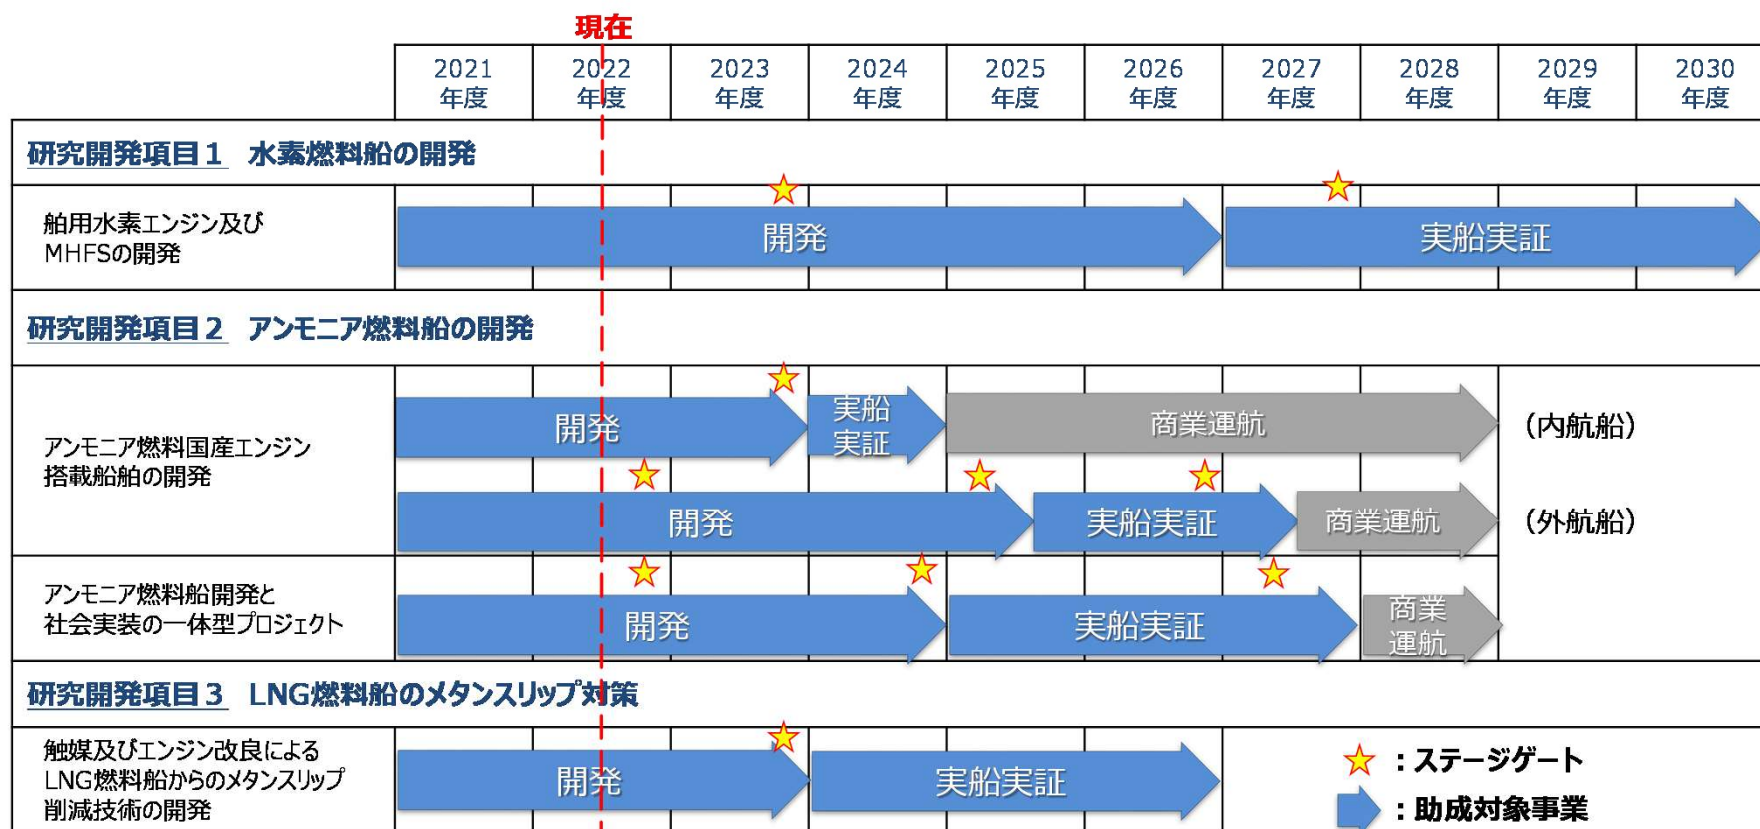 現在
2021
年度
2022
年度
2023
年度
2024
年度
2025
年度
2026
年度
2027
年度
2028
年度
2029
年度
2030
年度
研究開発項目1 水素燃料船の開発
舶用水素エンジン及び
MHFSの開発
開発
実船実証
研究開発項目2 アンモニア燃料船の開発
アンモニア燃料国産エンジン
搭載船舶の開発
開発
実船
実証
商業運航
（内航船）
開発
実船実証
商業運航
（外航船）
アンモニア燃料船開発と
社会実装の一体型プロジェクト
開発
実船実証
商業
運航
研究開発項目3 LNG燃料船のメタンスリップ対策
触媒及びエンジン改良による
LNG燃料船からのメタンスリップ
削減技術の開発
開発
実船実証
：ステージゲート
：助成対象事業